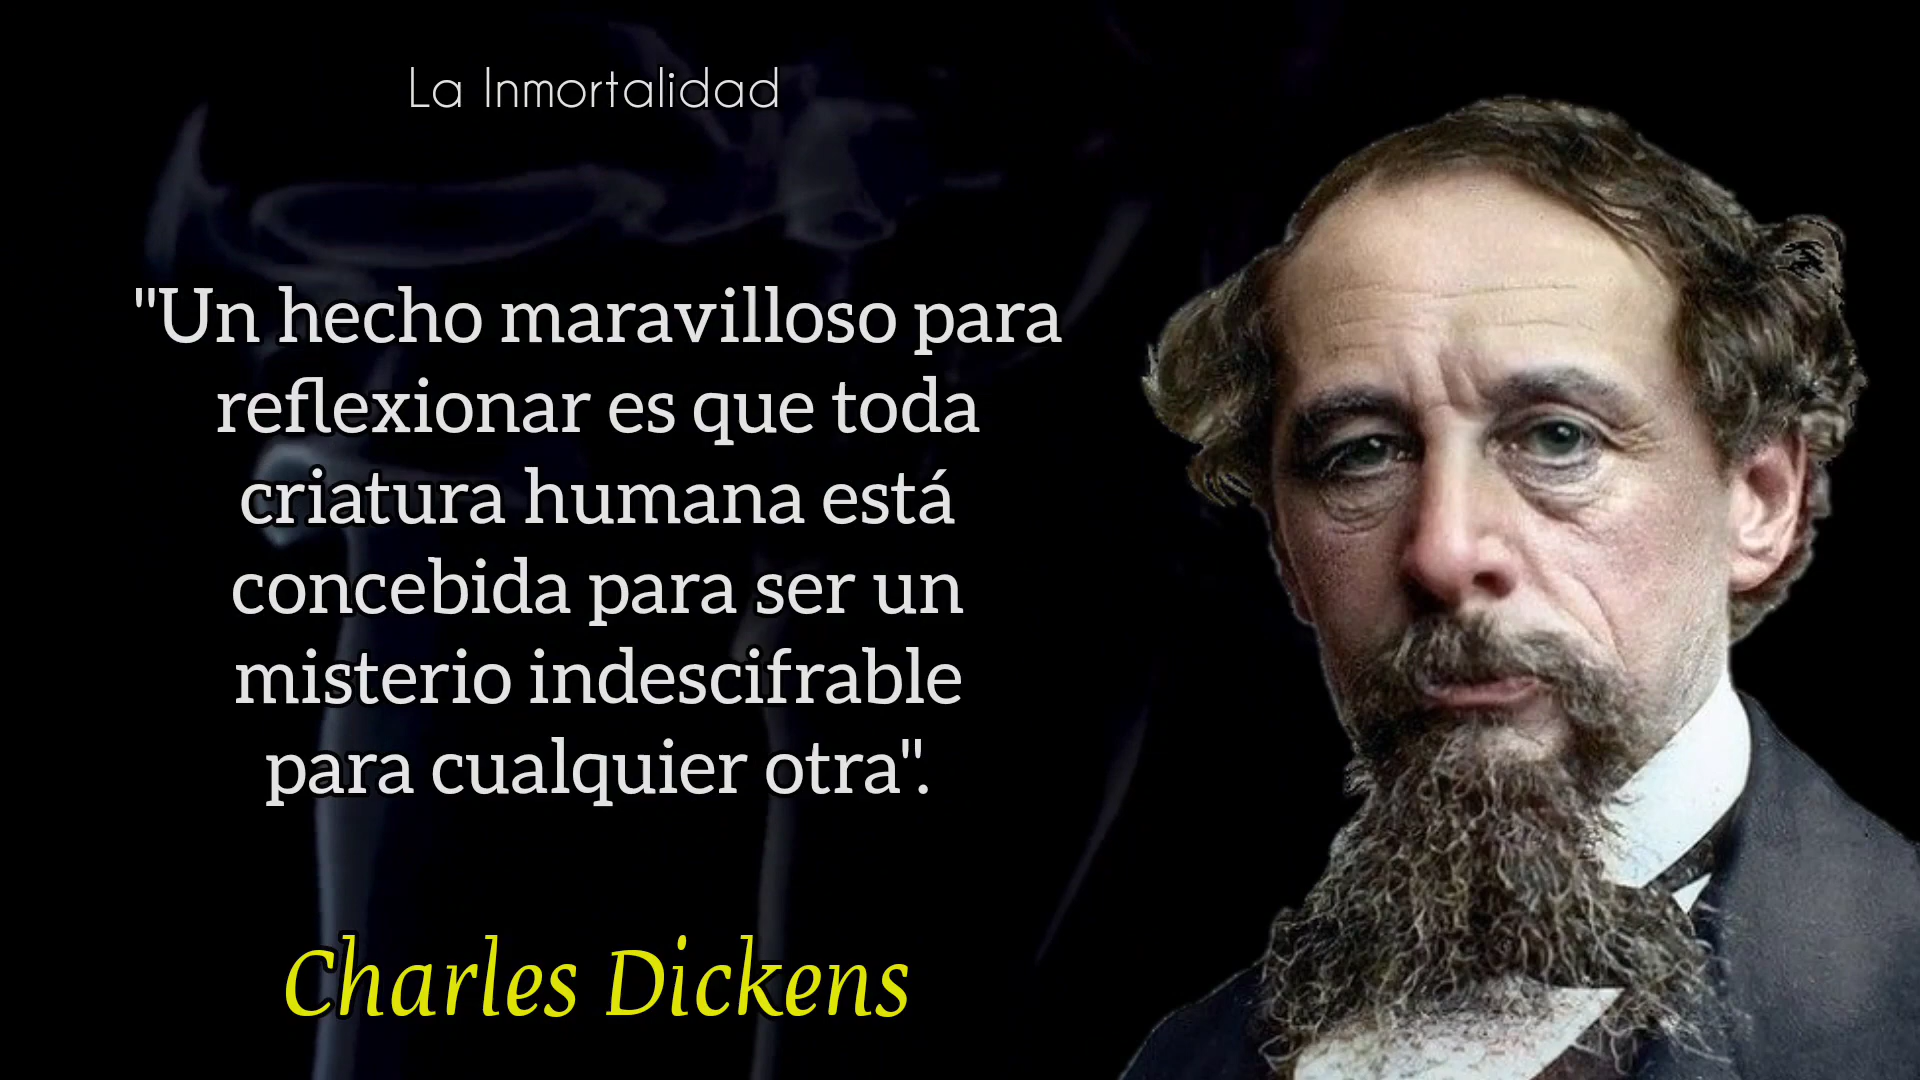 La Inmortalidad
"Un hecho maravilloso para
reflexionar es que toda
criatura humana está
concebida para ser un
misterio indescifrable
para cualquier otra".
Charles Dickens